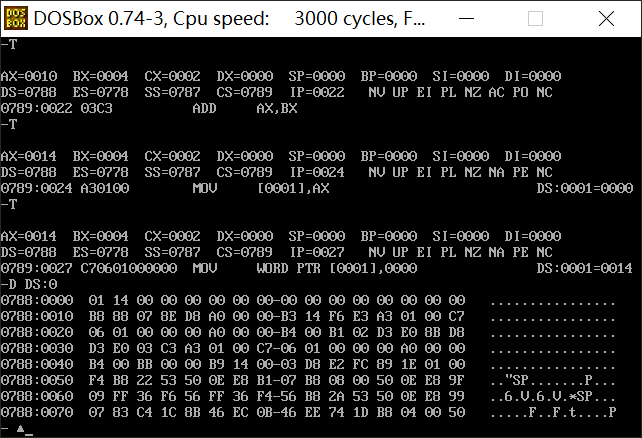 DOS
BOX
DOSBox 0.74-3, Cpu speed:    3000 cycles, F...
-T
AX=0010  BX=0004  CX=0002  DX=0000  SP=0000  BP=0000  SI=0000  DI=0000
DS=0788  ES=0778  SS=0787  CS=0789  IP=0022   NV UP EI PL NZ AC PO NC
0789:0022 03C3          ADD     AX,BX
-T
AX=0014  BX=0004  CX=0002  DX=0000  SP=0000  BP=0000  SI=0000  DI=0000
DS=0788  ES=0778  SS=0787  CS=0789  IP=0024   NV UP EI PL NZ NA PE NC
0789:0024 A30100        MOV     [0001],AX                          DS:0001=0000
-T
AX=0014  BX=0004  CX=0002  DX=0000  SP=0000  BP=0000  SI=0000  DI=0000
DS=0788  ES=0778  SS=0787  CS=0789  IP=0027   NV UP EI PL NZ NA PE NC
0789:0027 C70601000000  MOV     WORD PTR [0001],0000               DS:0001=0014
-D DS:0
0788:0000  01 14 00 00 00 00 00 00-00 00 00 00 00 00 00 00   ................
0788:0010  B8 88 07 8E D8 A0 00 00-B3 14 F6 E3 A3 01 00 C7   ................
0788:0020  06 01 00 00 00 A0 00 00-B4 00 B1 02 D3 E0 8B D8   ................
0788:0030  D3 E0 03 C3 A3 01 00 C7-06 01 00 00 00 A0 00 00   ................
0788:0040  B4 00 BB 00 00 B9 14 00-03 D8 E2 FC 89 1E 01 00   ................
0788:0050  F4 B8 22 53 50 0E E8 B1-07 B8 08 00 50 0E E8 9F   .."SP.......P...
0788:0060  09 FF 36 F6 56 FF 36 F4-56 B8 2A 53 50 0E E8 99   ..6.V.6.V.*SP...
0788:0070  07 83 C4 1C 8B 46 EC 0B-46 EE 74 1D B8 04 00 50   .....F..F.t....P
- ▲_